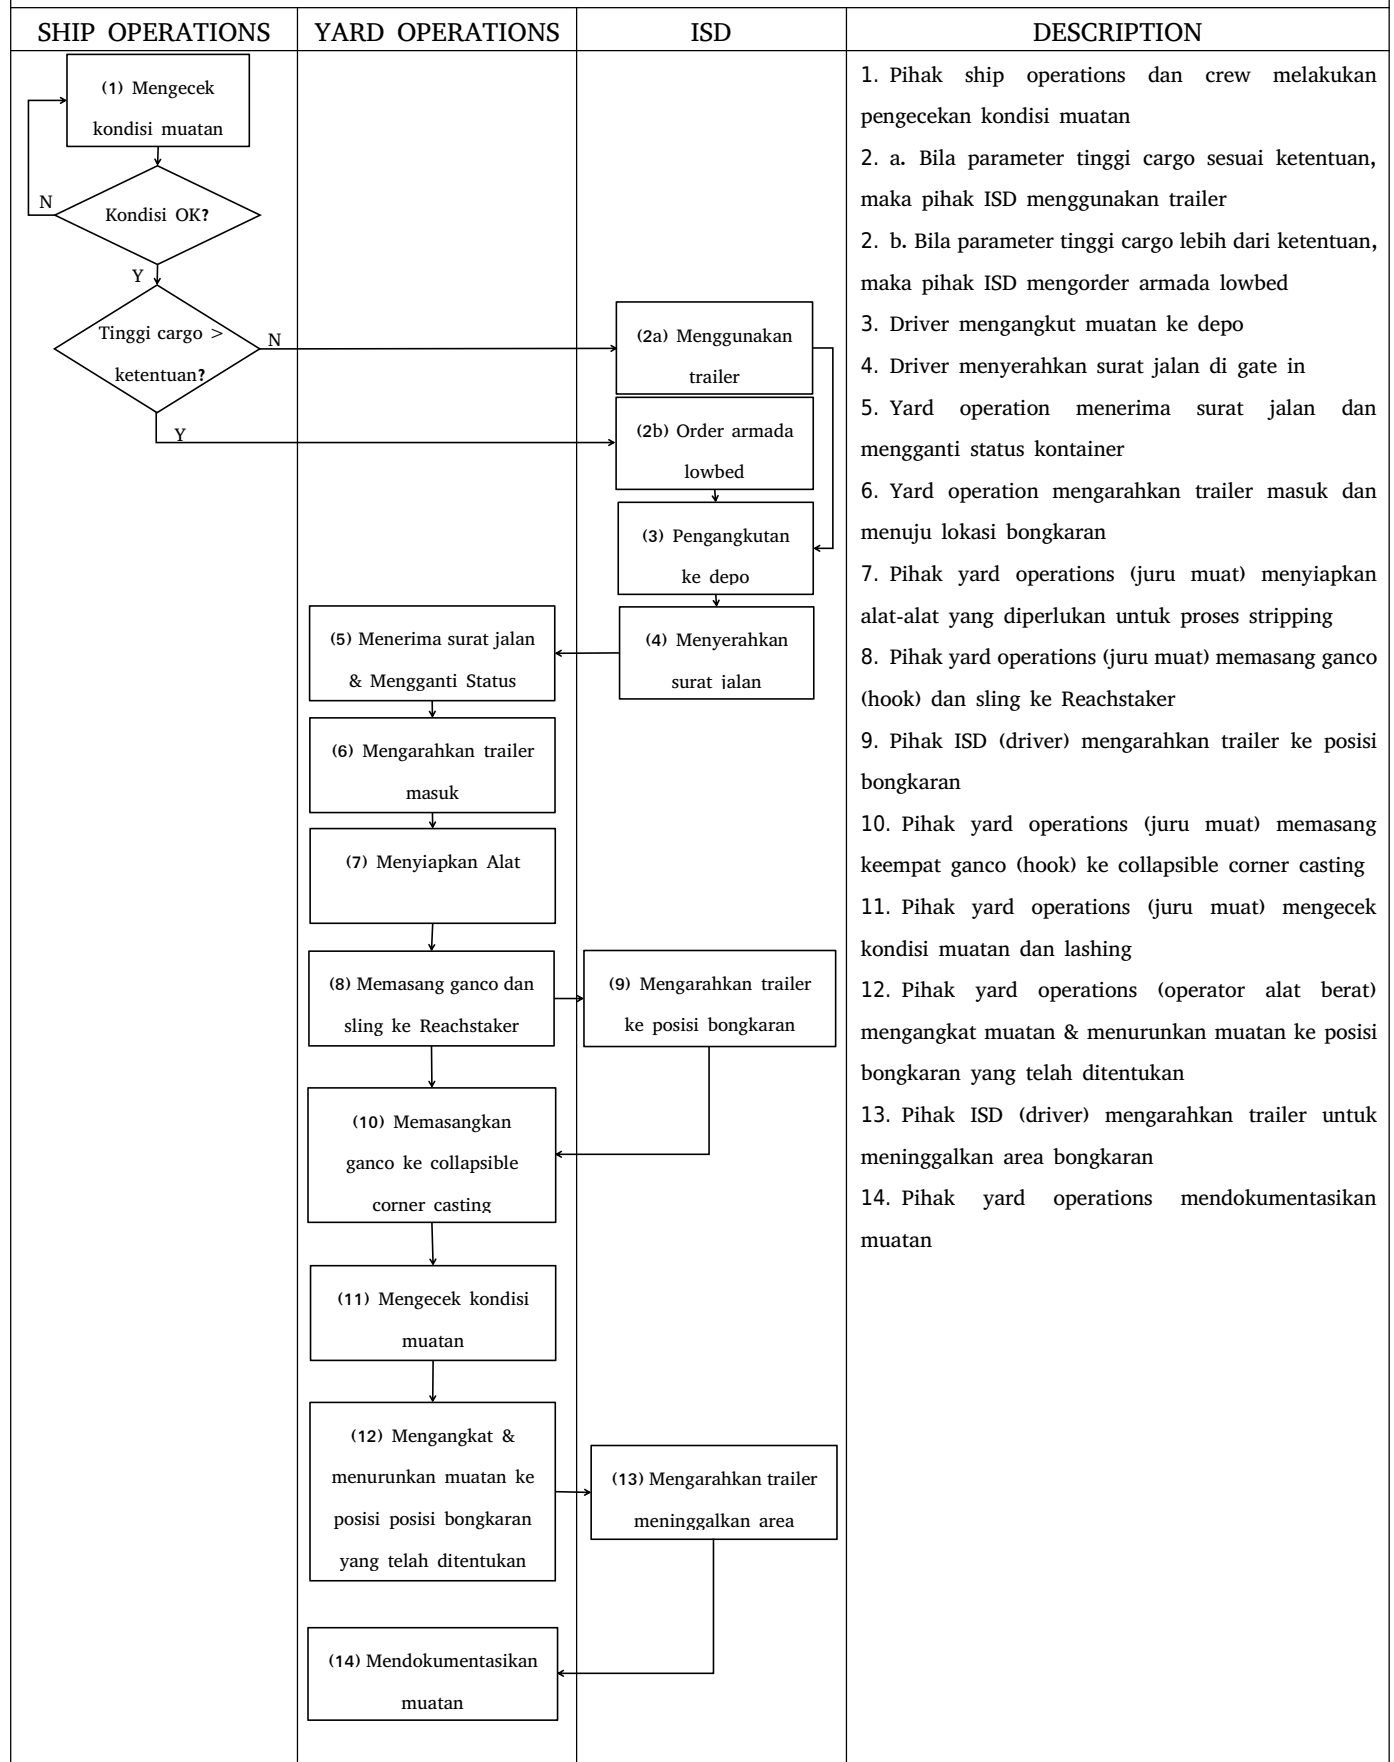 SHIP OPERATIONS
YARD OPERATIONS
ISD
DESCRIPTION
(1) Mengecek
kondisi muatan
N
Kondisi OK?
Y
Tinggi cargo >
ketentuan?
N
Y
(2a) Menggunakan
trailer
(2b) Order armada
lowbed
(3) Pengangkutan
ke depo
(4) Menyerahkan
surat jalan
(5) Menerima surat jalan
& Mengganti Status
(6) Mengarahkan trailer
masuk
(7) Menyiapkan Alat
(8) Memasang ganco dan
sling ke Reachstaker
(9) Mengarahkan trailer
ke posisi bongkaran
(10) Memasangkan
ganco ke collapsible
corner casting
(11) Mengecek kondisi
muatan
(12) Mengangkat &
menurunkan muatan ke
posisi posisi bongkaran
yang telah ditentukan
(13) Mengarahkan trailer
meninggalkan area
(14) Mendokumentasikan
muatan
1. Pihak ship operations dan crew melakukan
pengecekan kondisi muatan
2. a. Bila parameter tinggi cargo sesuai ketentuan,
maka pihak ISD menggunakan trailer
2. b. Bila parameter tinggi cargo lebih dari ketentuan,
maka pihak ISD mengorder armada lowbed
3. Driver mengangkut muatan ke depo
4. Driver menyerahkan surat jalan di gate in
5. Yard operation menerima surat jalan dan
mengganti status kontainer
6. Yard operation mengarahkan trailer masuk dan
menuju lokasi bongkaran
7. Pihak yard operations (juru muat) menyiapkan
alat-alat yang diperlukan untuk proses stripping
8. Pihak yard operations (juru muat) memasang ganco
(hook) dan sling ke Reachstaker
9. Pihak ISD (driver) mengarahkan trailer ke posisi
bongkaran
10. Pihak yard operations (juru muat) memasang
keempat ganco (hook) ke collapsible corner casting
11. Pihak yard operations (juru muat) mengecek
kondisi muatan dan lashing
12. Pihak yard operations (operator alat berat)
mengangkat muatan & menurunkan muatan ke posisi
bongkaran yang telah ditentukan
13. Pihak ISD (driver) mengarahkan trailer untuk
meninggalkan area bongkaran
14. Pihak yard operations mendokumentasikan
muatan